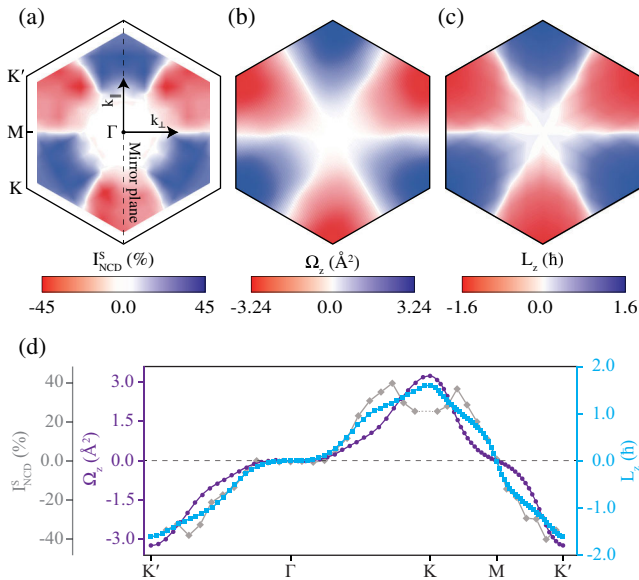 (a) (b) (c)
K′
M
K
k∥
Γ
k⊥
Mirror plane
I^S_NCD (%) Ω_z (Å²) L_z (ħ)
-45 0.0 45 -3.24 0.0 3.24 -1.6 0.0 1.6
(d)
I^S_NCD (%)
40
20
0
-20
-40
Ω_z (Å²)
3.0
1.5
0.0
-1.5
-3.0
2.0
1.0
0
-1.0
-2.0
L_z (ħ)
K′ Γ K M K′